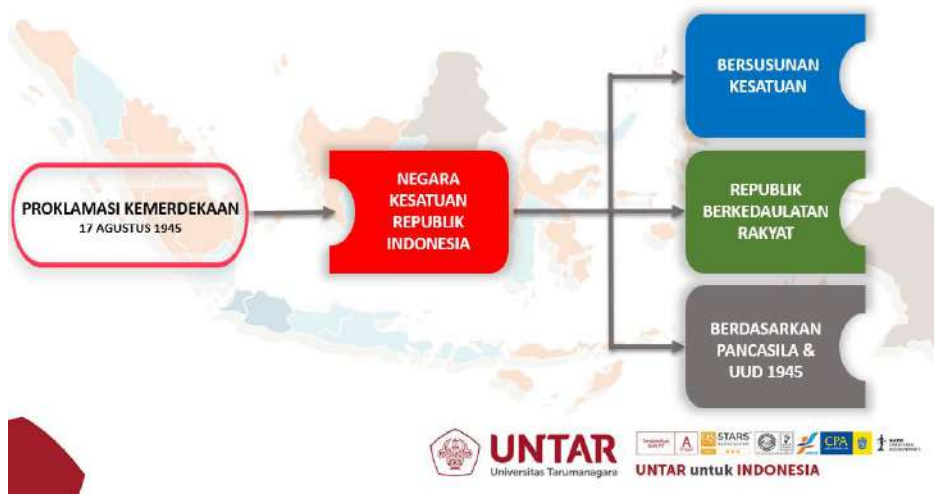 PROKLAMASI KEMERDEKAAN
17 AGUSTUS 1945
NEGARA
KESATUAN
REPUBLIK
INDONESIA
BERSUSUNAN
KESATUAN
REPUBLIK
BERKEDAULATAN
RAKYAT
BERDASARKAN
PANCASILA &
UUD 1945
UNTAR
Universitas Tarumanagara
A
STARS
CPA
UNTAR untuk INDONESIA